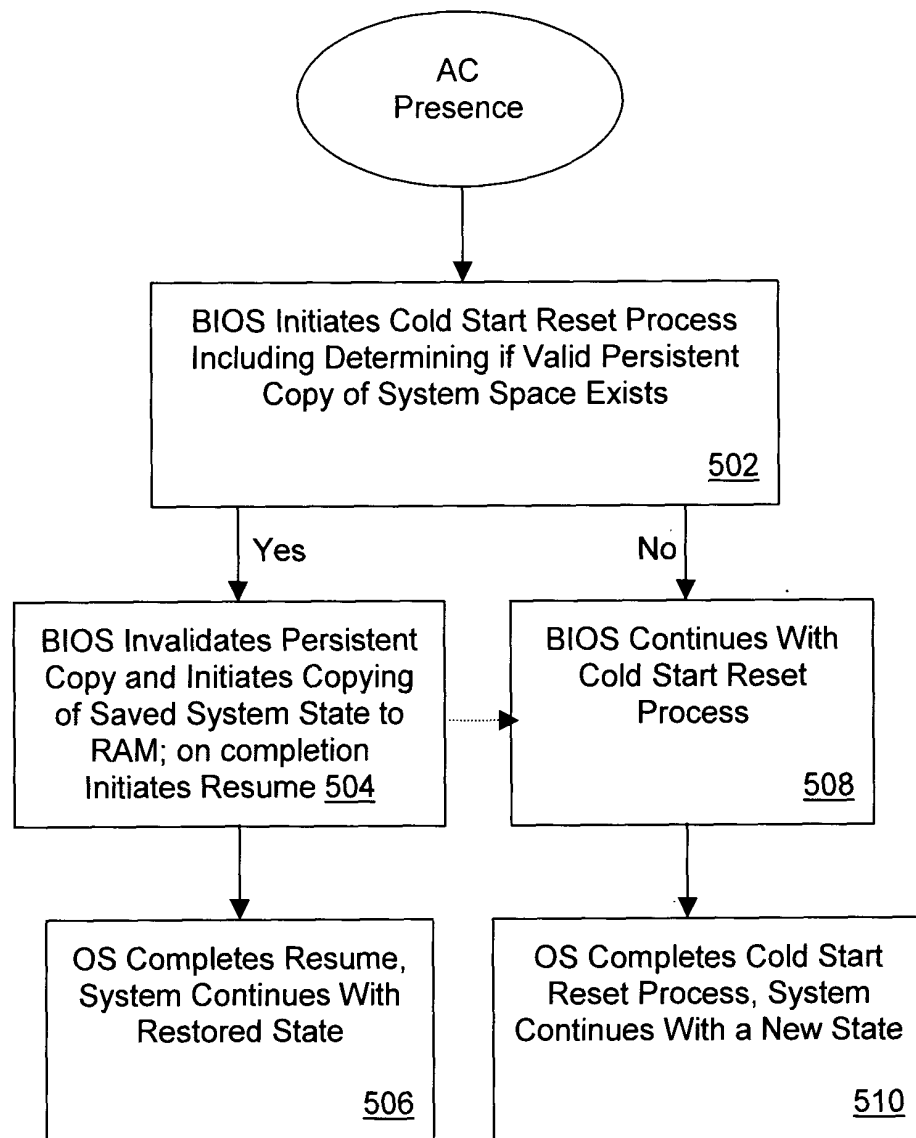 AC
Presence
BIOS Initiates Cold Start Reset Process
Including Determining if Valid Persistent
Copy of System Space Exists
502
Yes
No
BIOS Invalidates Persistent
Copy and Initiates Copying
of Saved System State to
RAM; on completion
Initiates Resume 504
BIOS Continues With
Cold Start Reset
Process
508
OS Completes Resume,
System Continues With
Restored State
506
OS Completes Cold Start
Reset Process, System
Continues With a New State
510